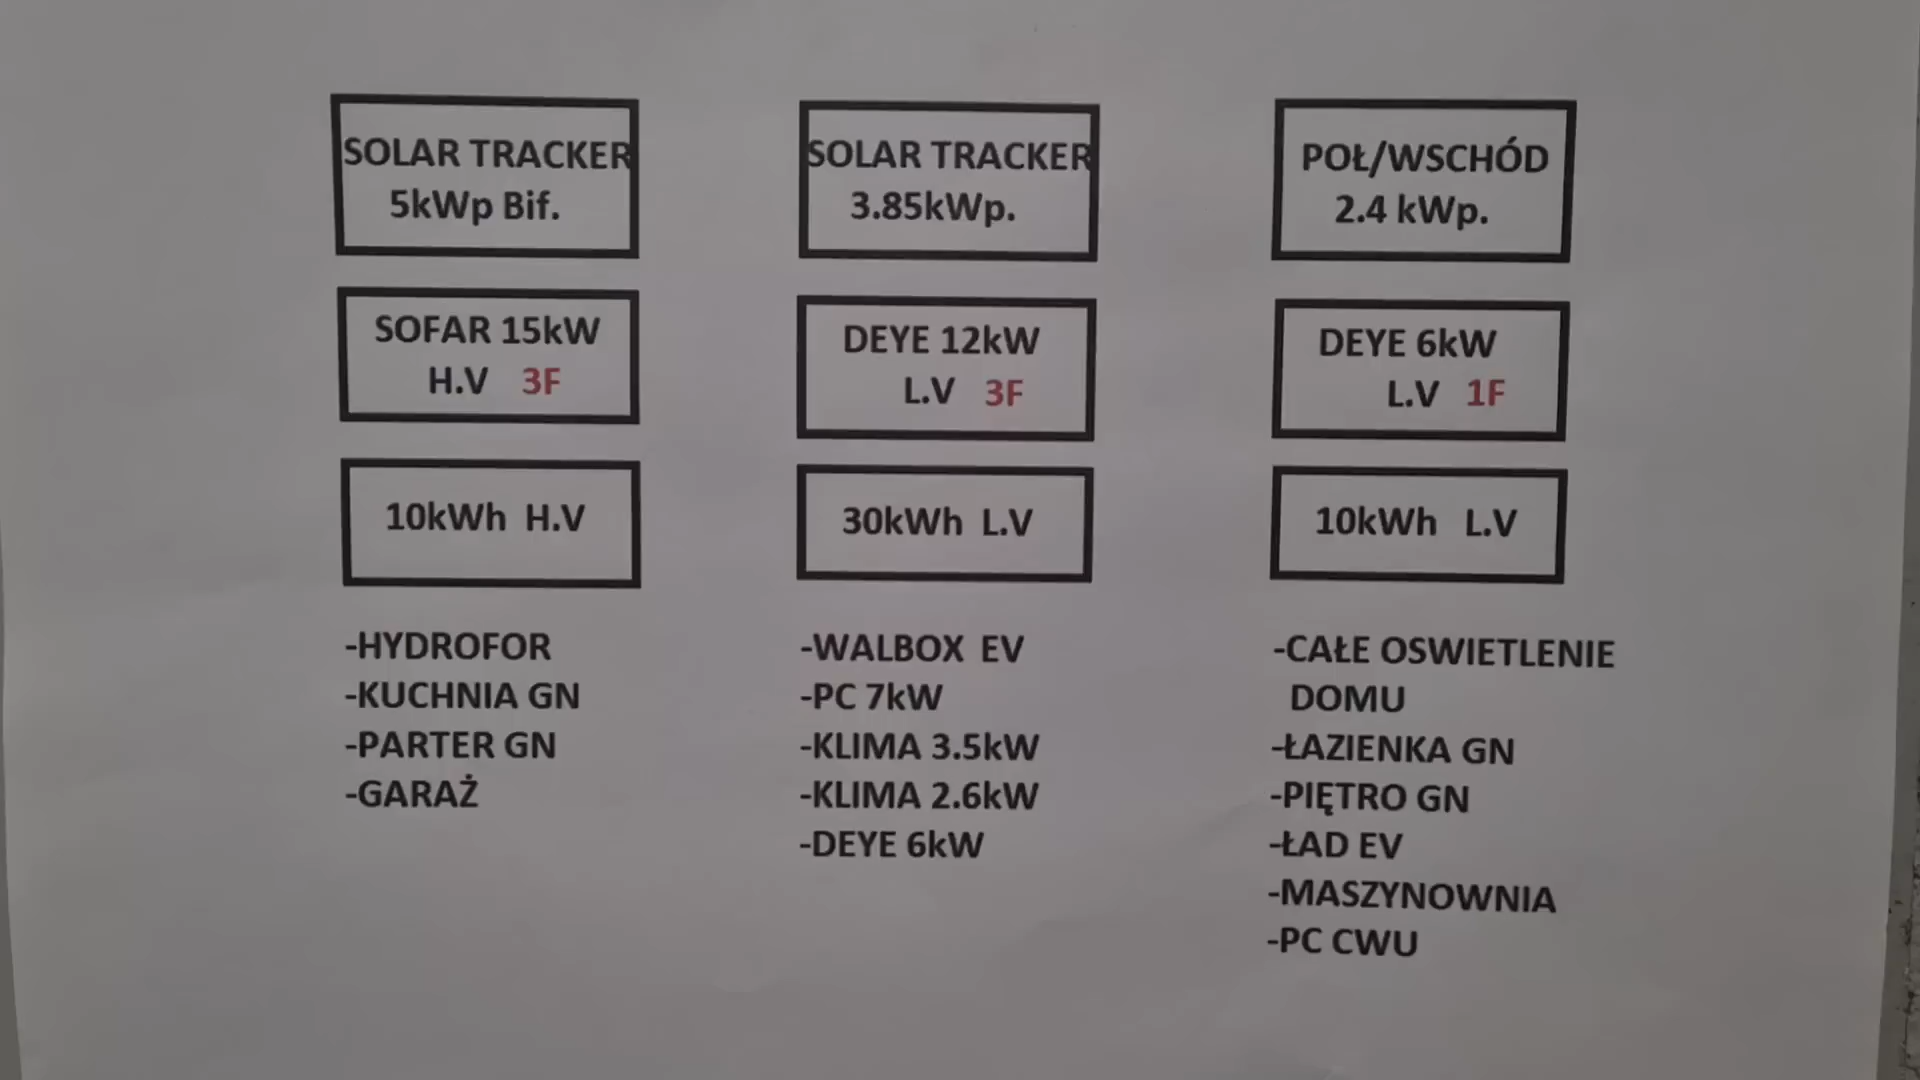 SOLAR TRACKER
5kWp Bif.
SOFAR 15kW
H.V 3F
10kWh H.V
-HYDROFOR
-KUCHNIA GN
-PARTER GN
-GARAŻ
SOLAR TRACKER
3.85kWp.
DEYE 12kW
L.V 3F
30kWh L.V
-WALBOX EV
-PC 7kW
-KLIMA 3.5kW
-KLIMA 2.6kW
-DEYE 6kW
POŁ/WSCHÓD
2.4 kWp.
DEYE 6kW
L.V 1F
10kWh L.V
-CAŁE OSWIETLENIE
DOMU
-ŁAZIENKA GN
-PIĘTRO GN
-ŁAD EV
-MASZYNOWNIA
-PC CWU